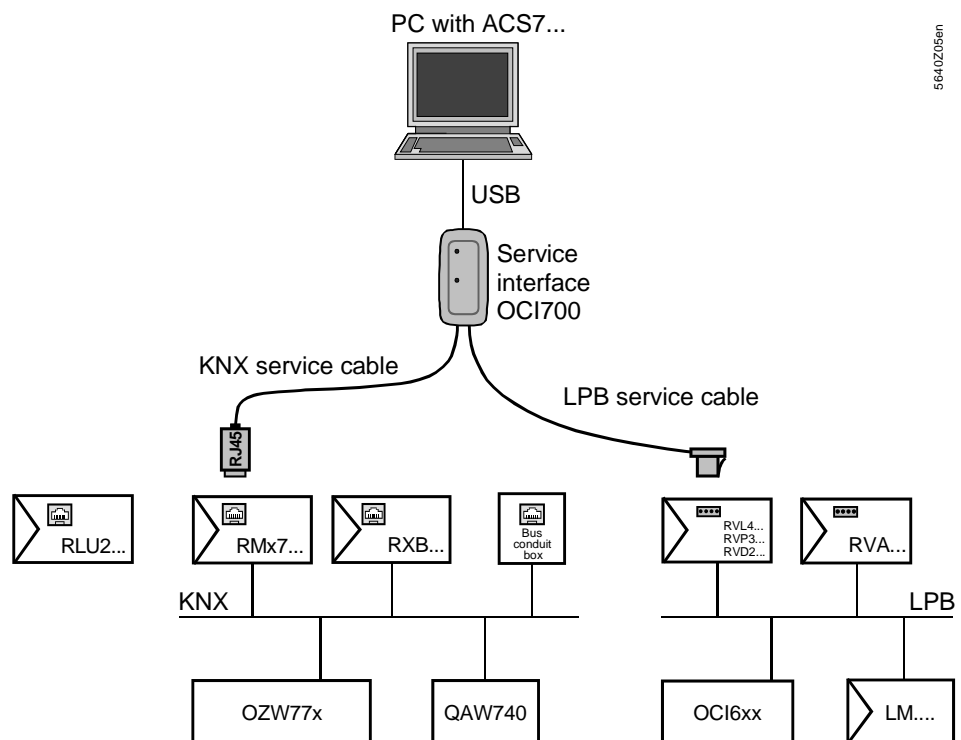 PC with ACS7...
5640Z05en
USB
Service
interface
OCI700
KNX service cable
LPB service cable
RJ45
RLU2...
RMx7...
RXB...
Bus
conduit
box
RVL4...
RVP3...
RVD2...
RVA...
KNX
LPB
OZW77x
QAW740
OCI6xx
LM....